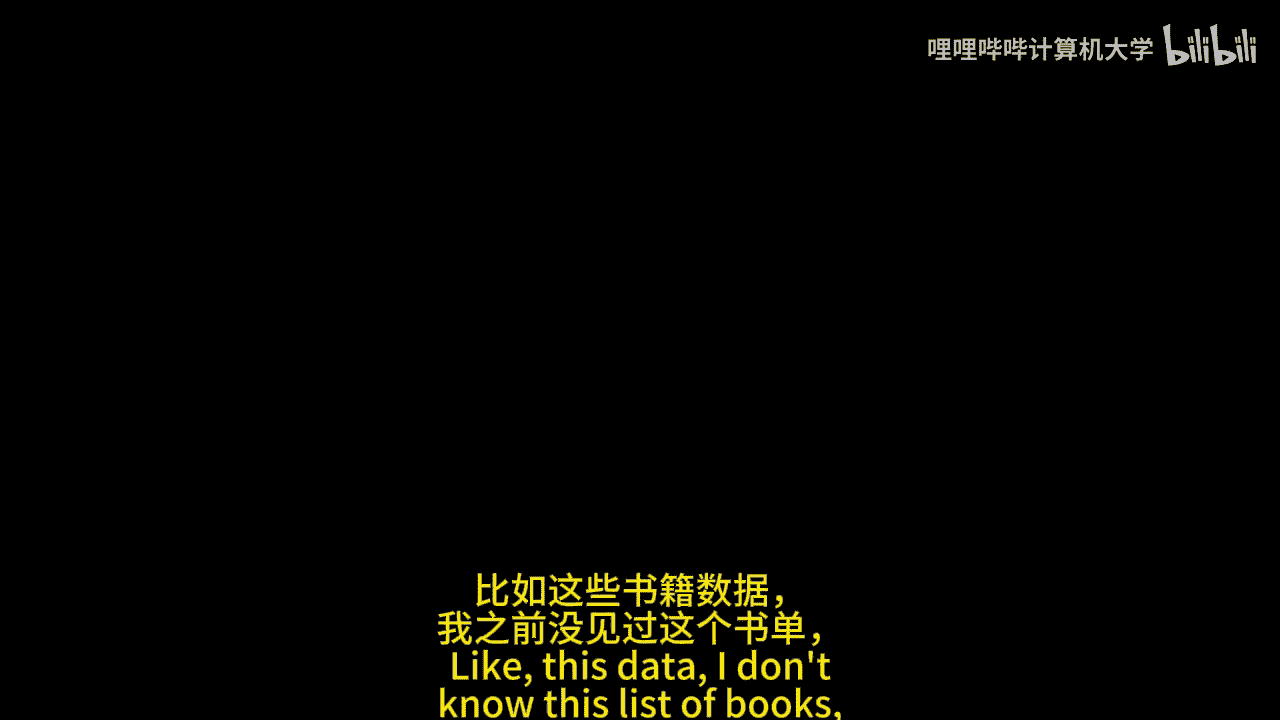 哩哩哔哔计算机大学 bilibili
比如这些书籍数据，
我之前没见过这个书单，
Like, this data, I don't
know this list of books,